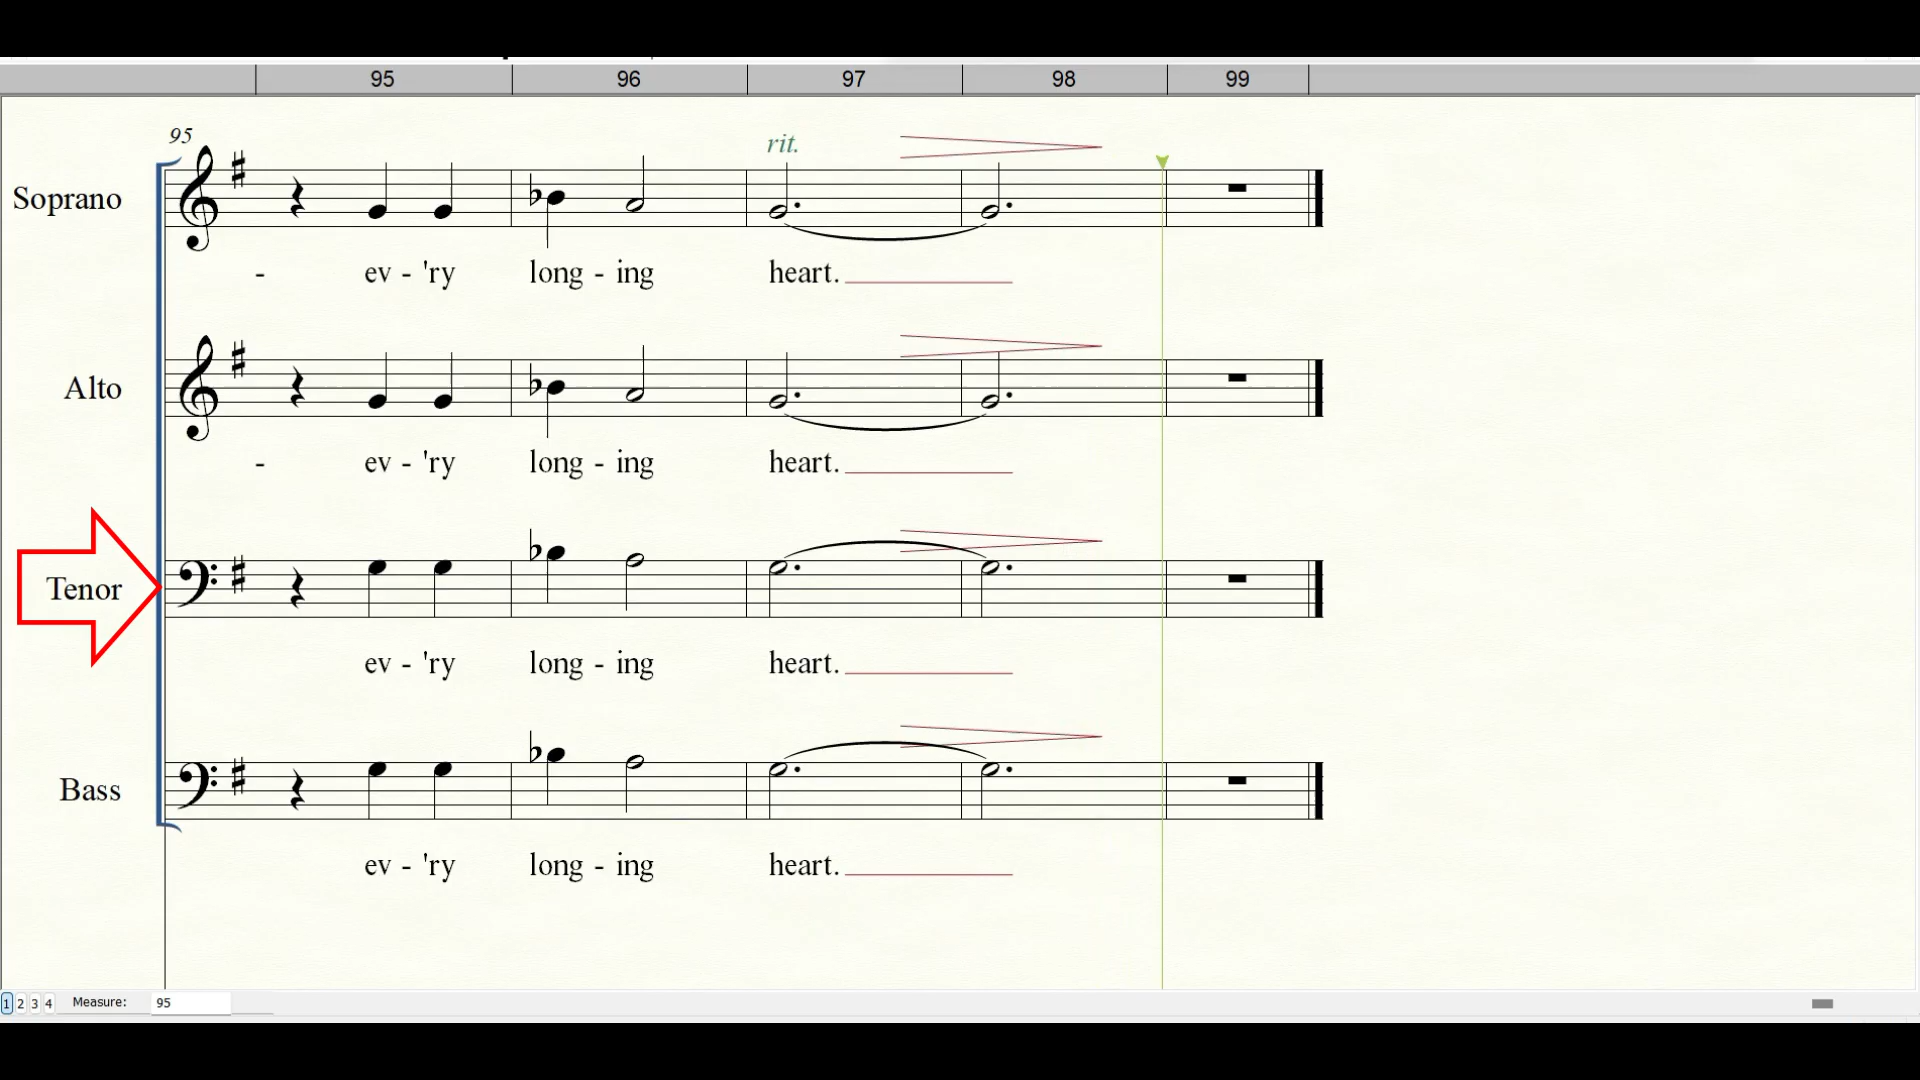 95 96 97 98 99
95
rit.
Soprano
- ev - 'ry long - ing heart.
Alto
- ev - 'ry long - ing heart.
Tenor
ev - 'ry long - ing heart.
Bass
ev - 'ry long - ing heart.
1 2 3 4 Measure: 95